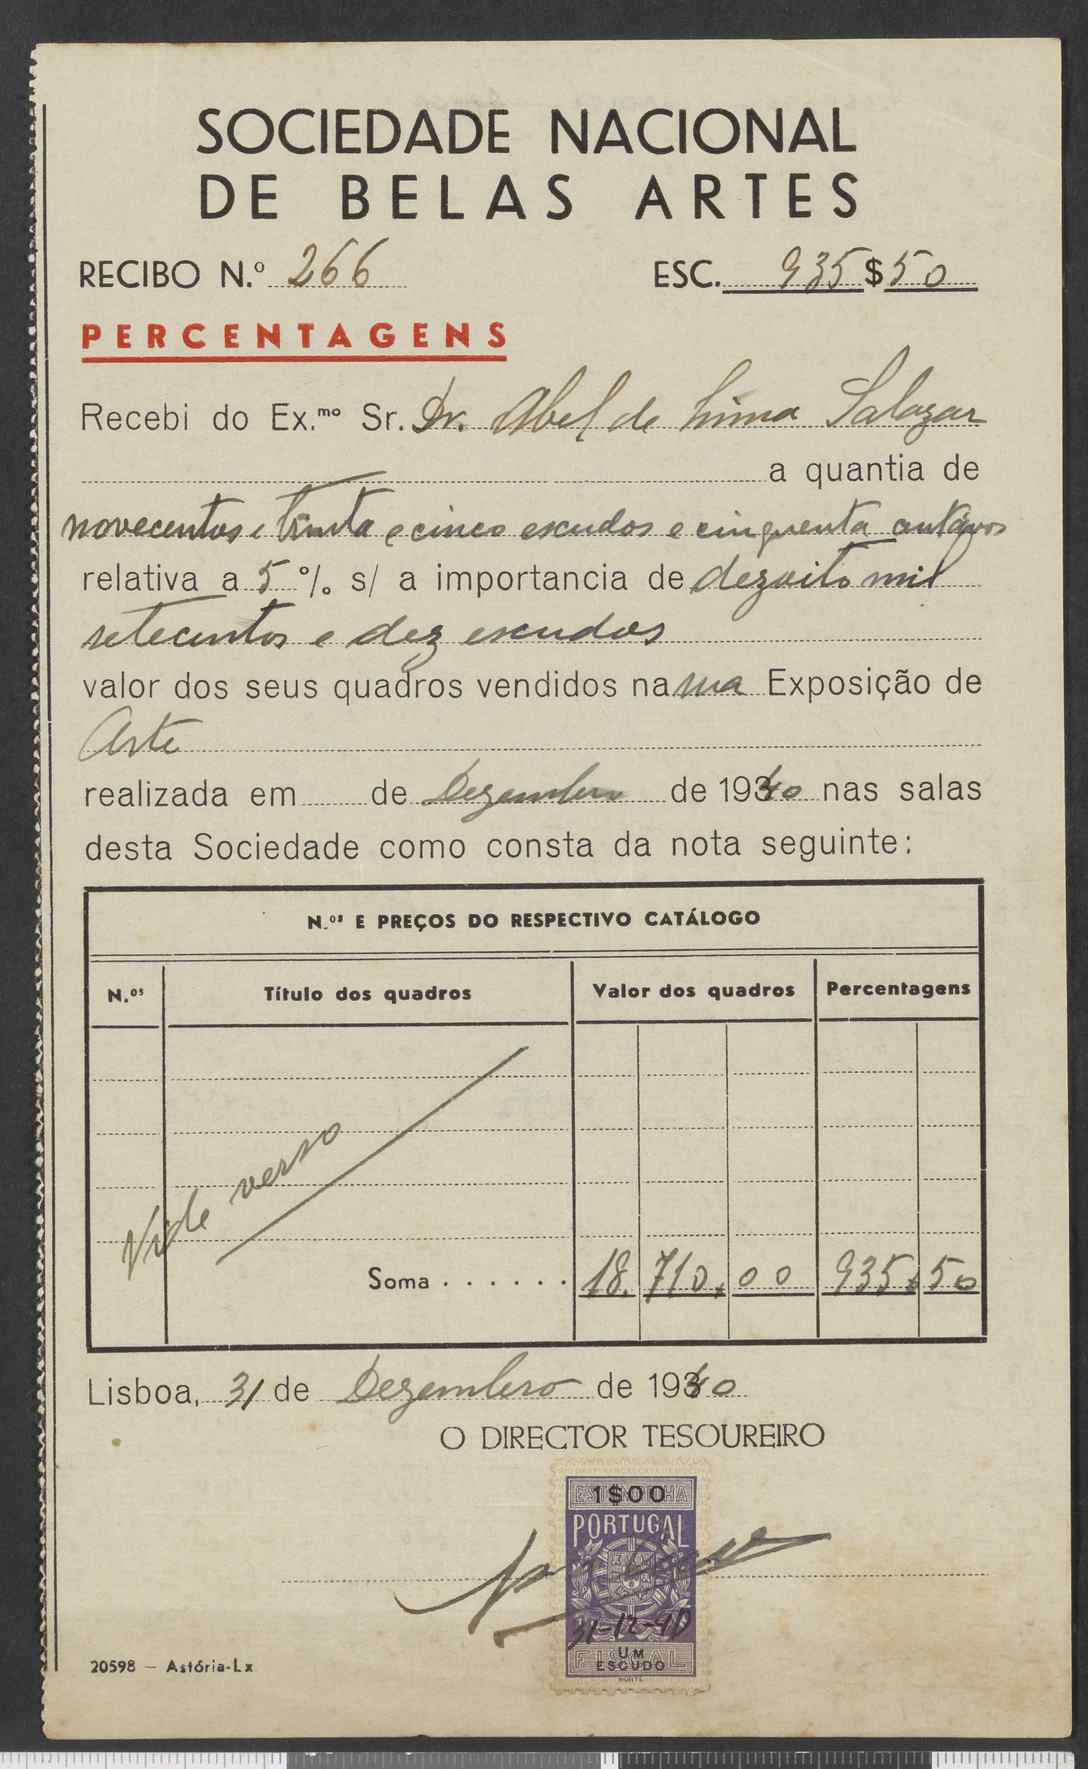 SOCIEDADE NACIONAL
DE BELAS ARTES
RECIBO N.º 266 ESC. 935$50
PERCENTAGENS
Recebi do Ex.mo Sr. Dr. Abel de Lima Salazar
a quantia de
novecentos e trinta e cinco escudos e cinquenta centavos
relativa a 5 % s/ a importancia de dezoito mil
setecentos e dez escudos
valor dos seus quadros vendidos na sua Exposição de
Arte
realizada em de Dezembro de 1940 nas salas
desta Sociedade como consta da nota seguinte:
N.os E PREÇOS DO RESPECTIVO CATÁLOGO
N.os Título dos quadros Valor dos quadros Percentagens
Vide verso
Soma . . . . . . 18.710,00 935,50
Lisboa, 31 de Dezembro de 1940
O DIRECTOR TESOUREIRO
1$00
PORTUGAL
31-12-40
UM
ESCUDO
FISCAL
20598 — Astória-Lx